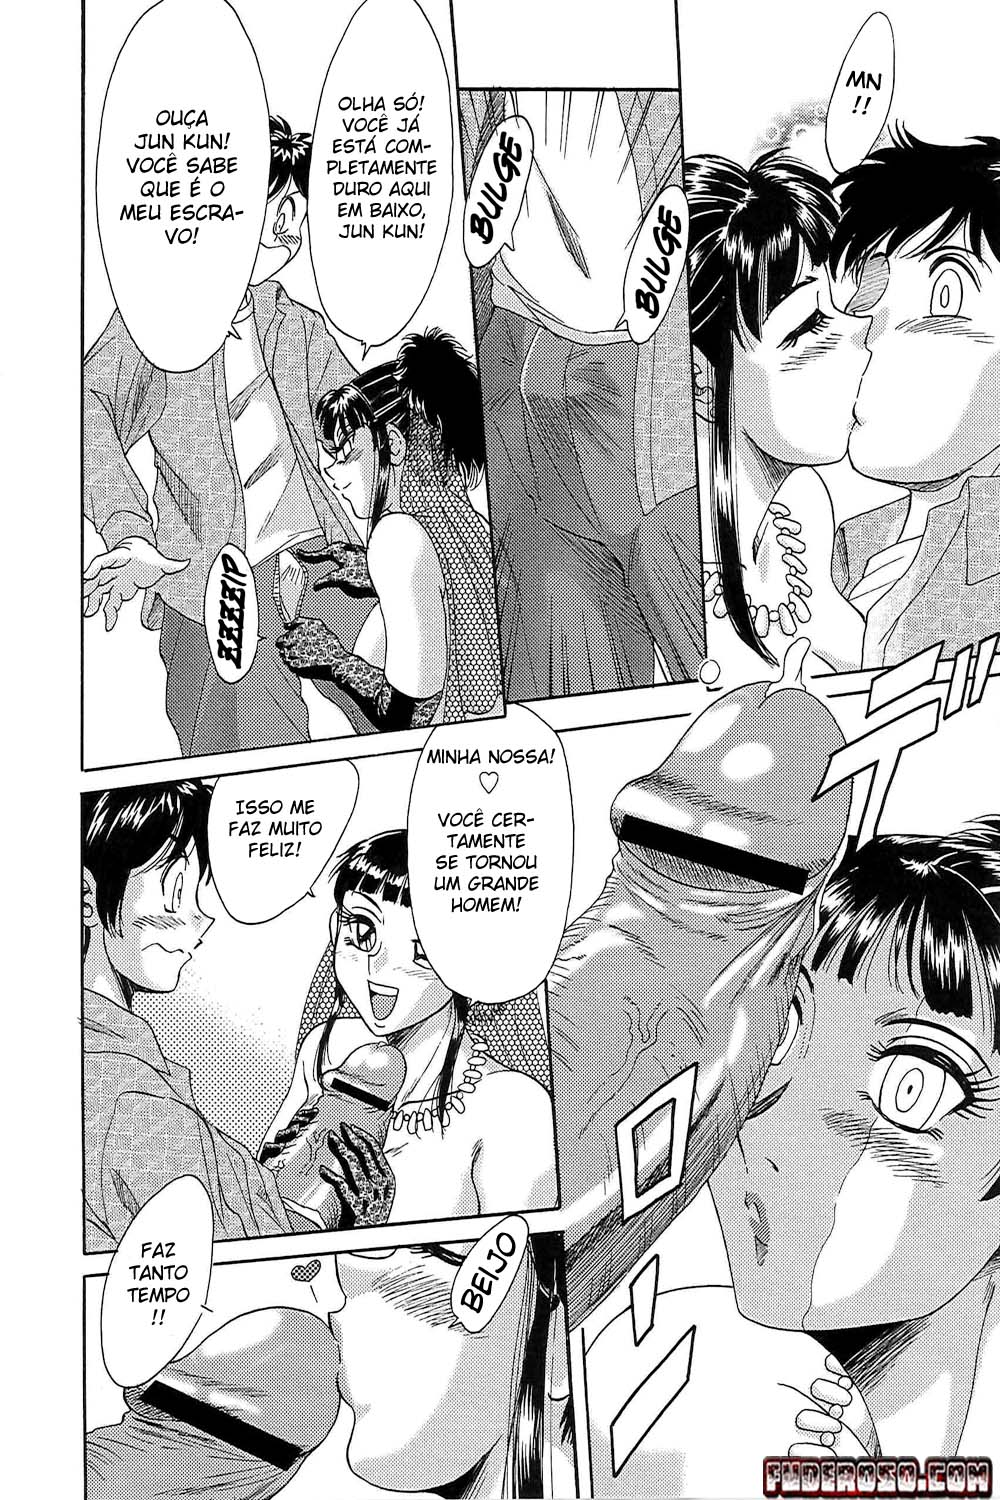 MN
!!
BULGE
BULGE
OLHA SÓ!
VOCÊ JÁ
ESTÁ COM-
PLETAMENTE
DURO AQUI
EM BAIXO,
JUN KUN!
OUÇA
JUN KUN!
VOCÊ SABE
QUE É O
MEU ESCRA-
VO!
ZZZZIP
MINHA NOSSA!
♡
VOCÊ CER-
TAMENTE
SE TORNOU
UM GRANDE
HOMEM!
ISSO ME
FAZ MUITO
FELIZ!
BEIJO
FAZ
TANTO
TEMPO
!!
FUDEROSO.COM